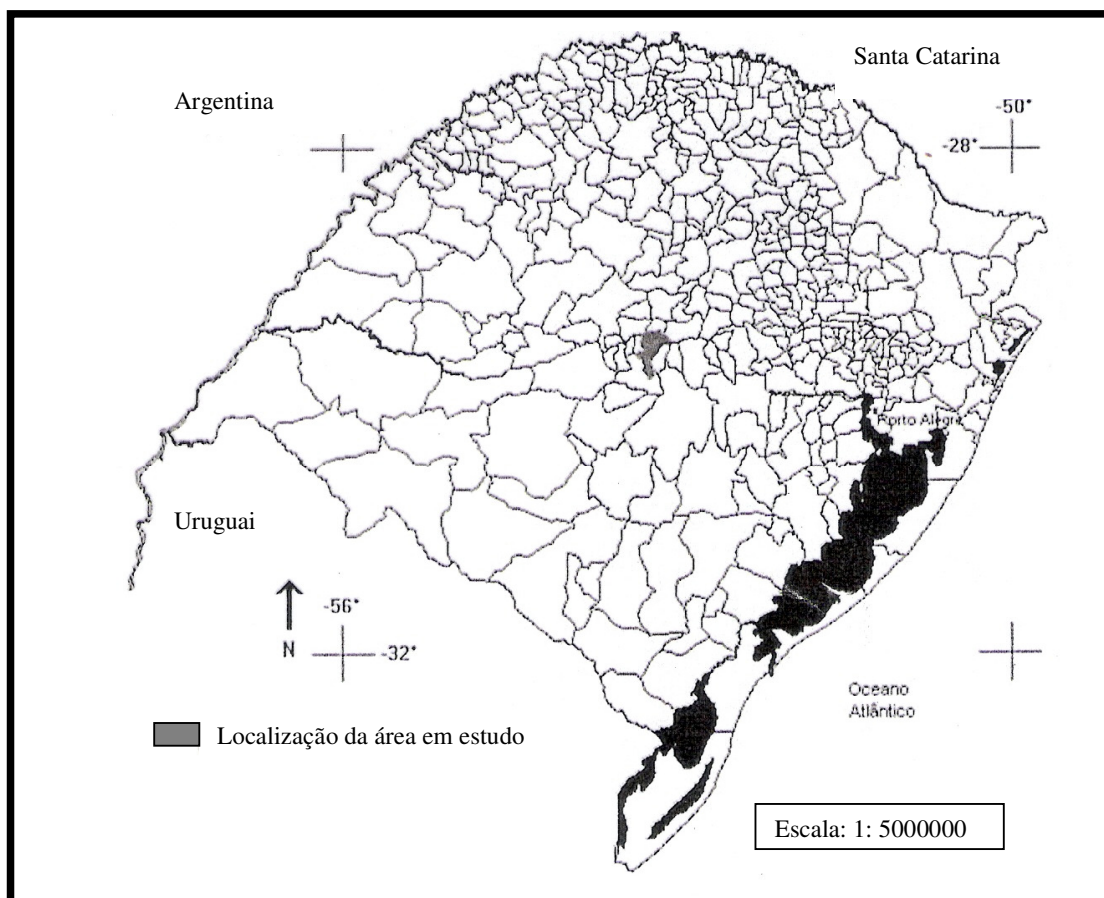 Santa Catarina
Argentina
-50°
-28°
Porto Alegre
Uruguai
-56°
N
-32°
Oceano
Atlântico
Localização da área em estudo
Escala: 1: 5000000